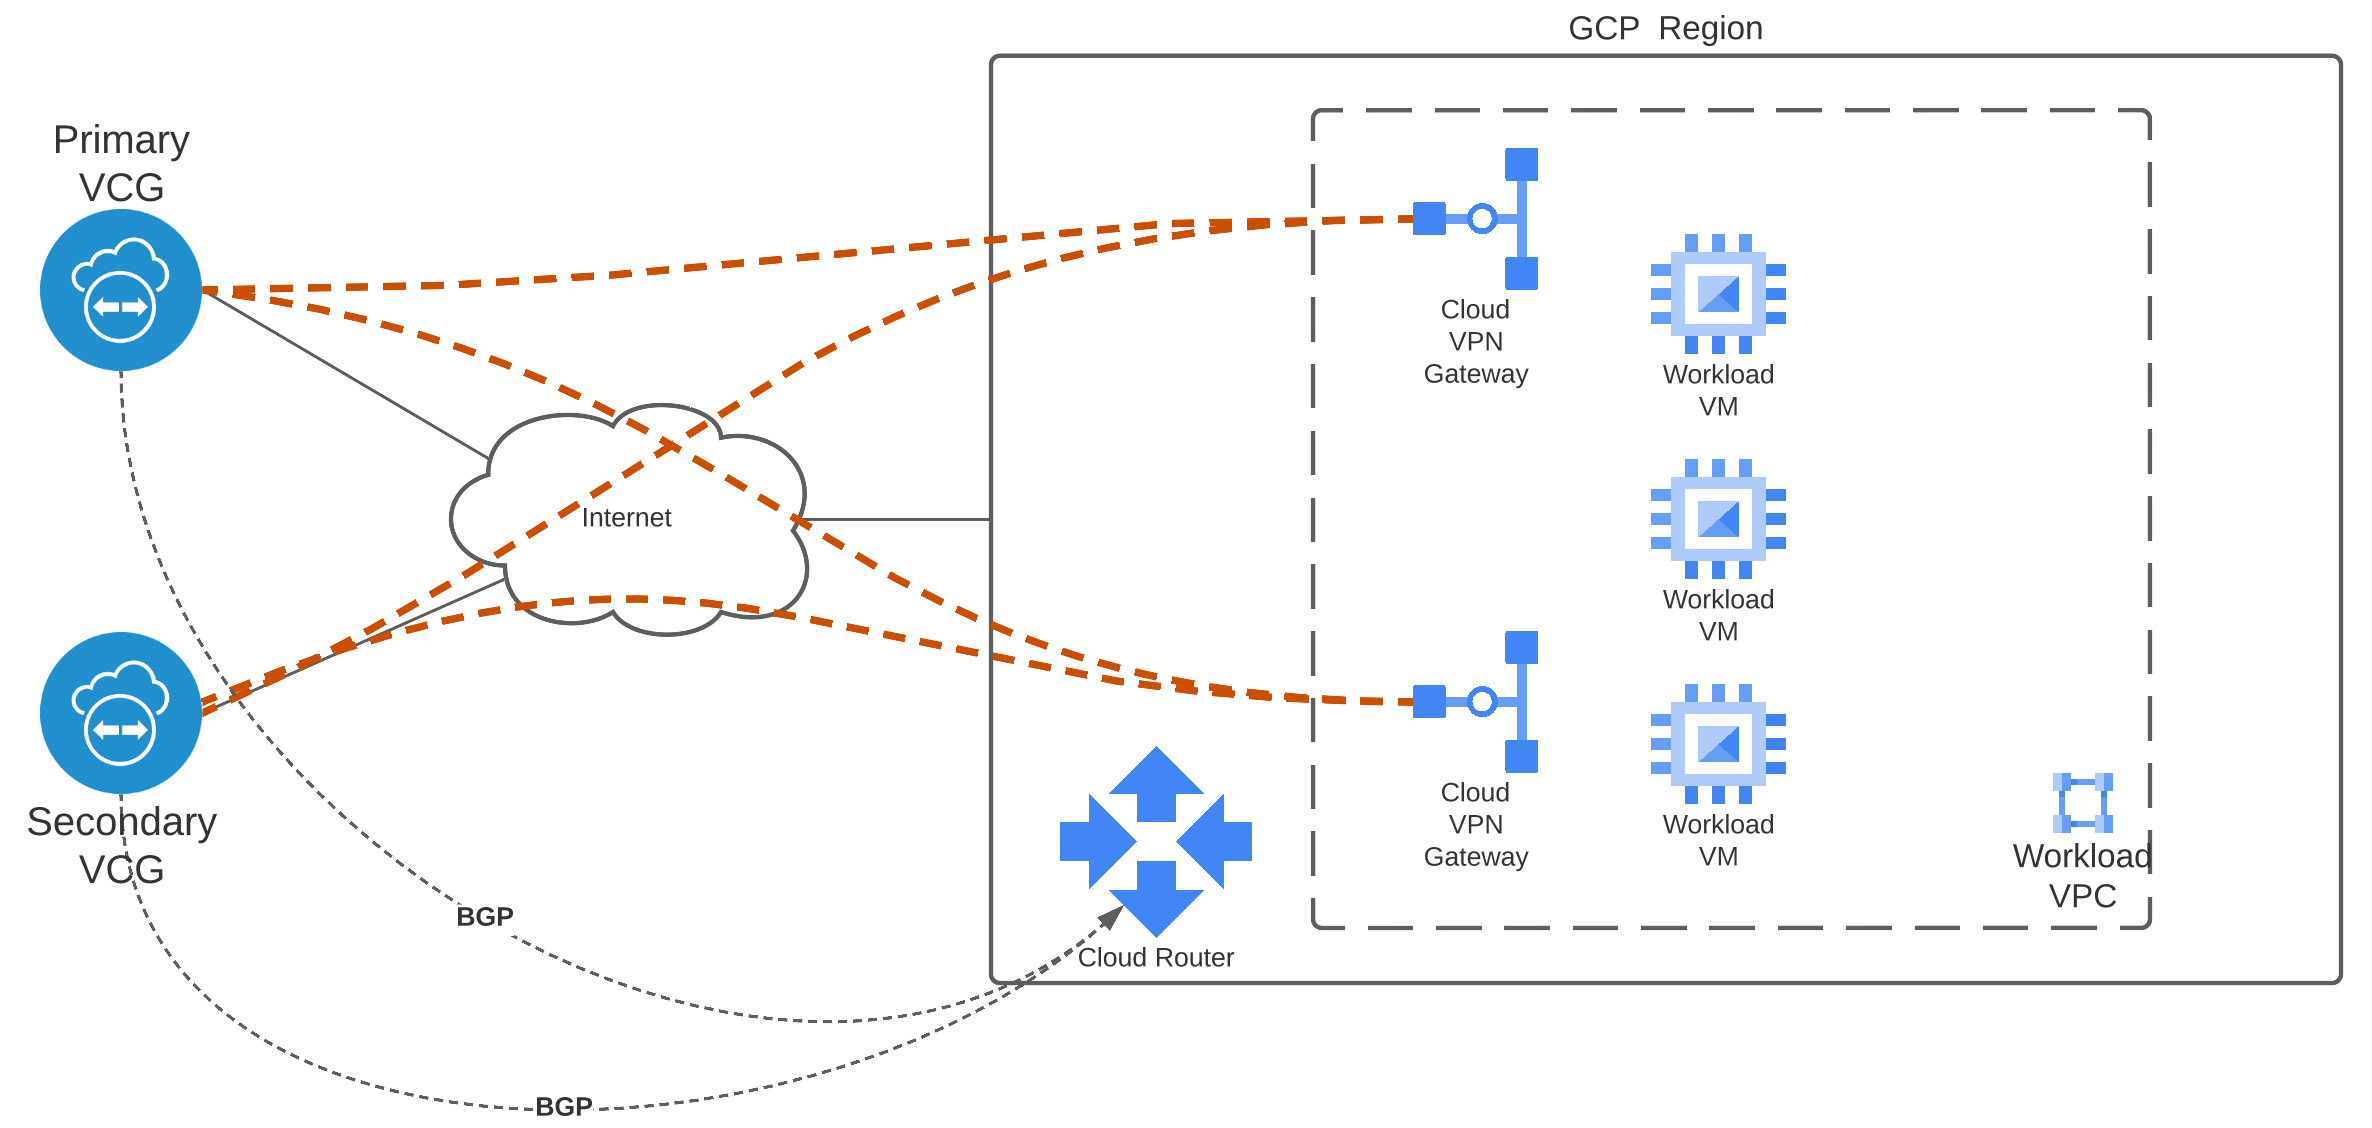 GCP  Region
Primary
VCG
Cloud
VPN
Gateway
Workload
VM
Internet
Workload
VM
Secondary
VCG
Cloud
VPN
Gateway
Workload
VM
Workload
VPC
BGP
Cloud Router
BGP